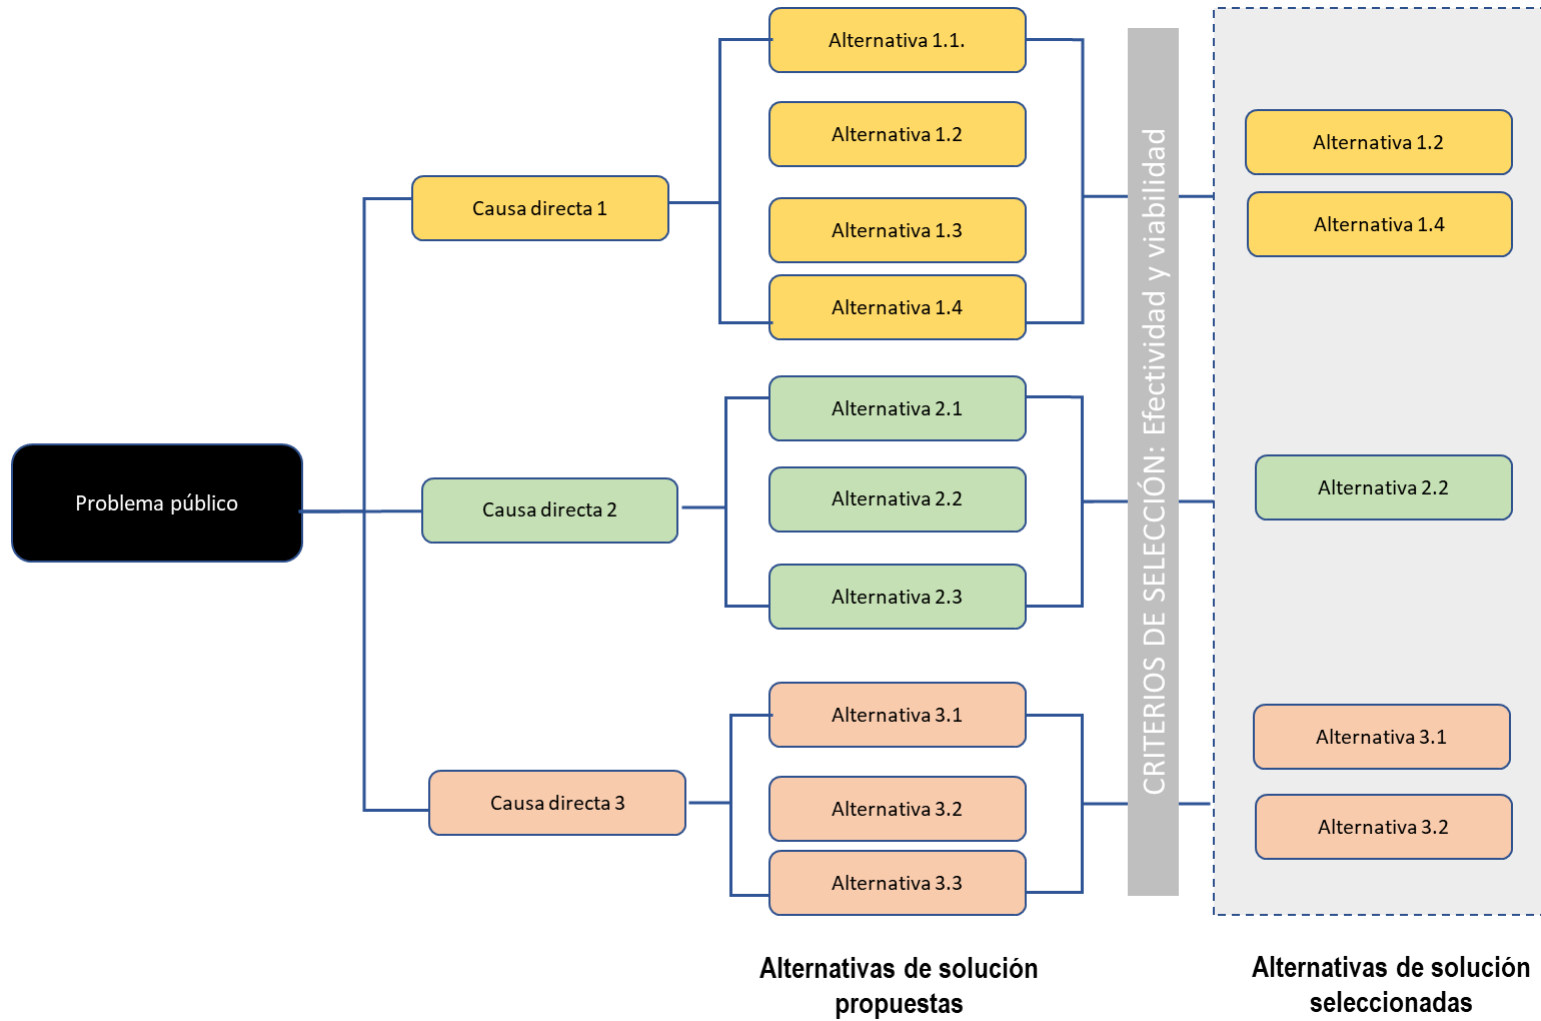 Problema público
Causa directa 1
Causa directa 2
Causa directa 3
Alternativa 1.1.
Alternativa 1.2
Alternativa 1.3
Alternativa 1.4
Alternativa 2.1
Alternativa 2.2
Alternativa 2.3
Alternativa 3.1
Alternativa 3.2
Alternativa 3.3
Alternativas de solución
propuestas
CRITERIOS DE SELECCIÓN: Efectividad y viabilidad
Alternativa 1.2
Alternativa 1.4
Alternativa 2.2
Alternativa 3.1
Alternativa 3.2
Alternativas de solución
seleccionadas